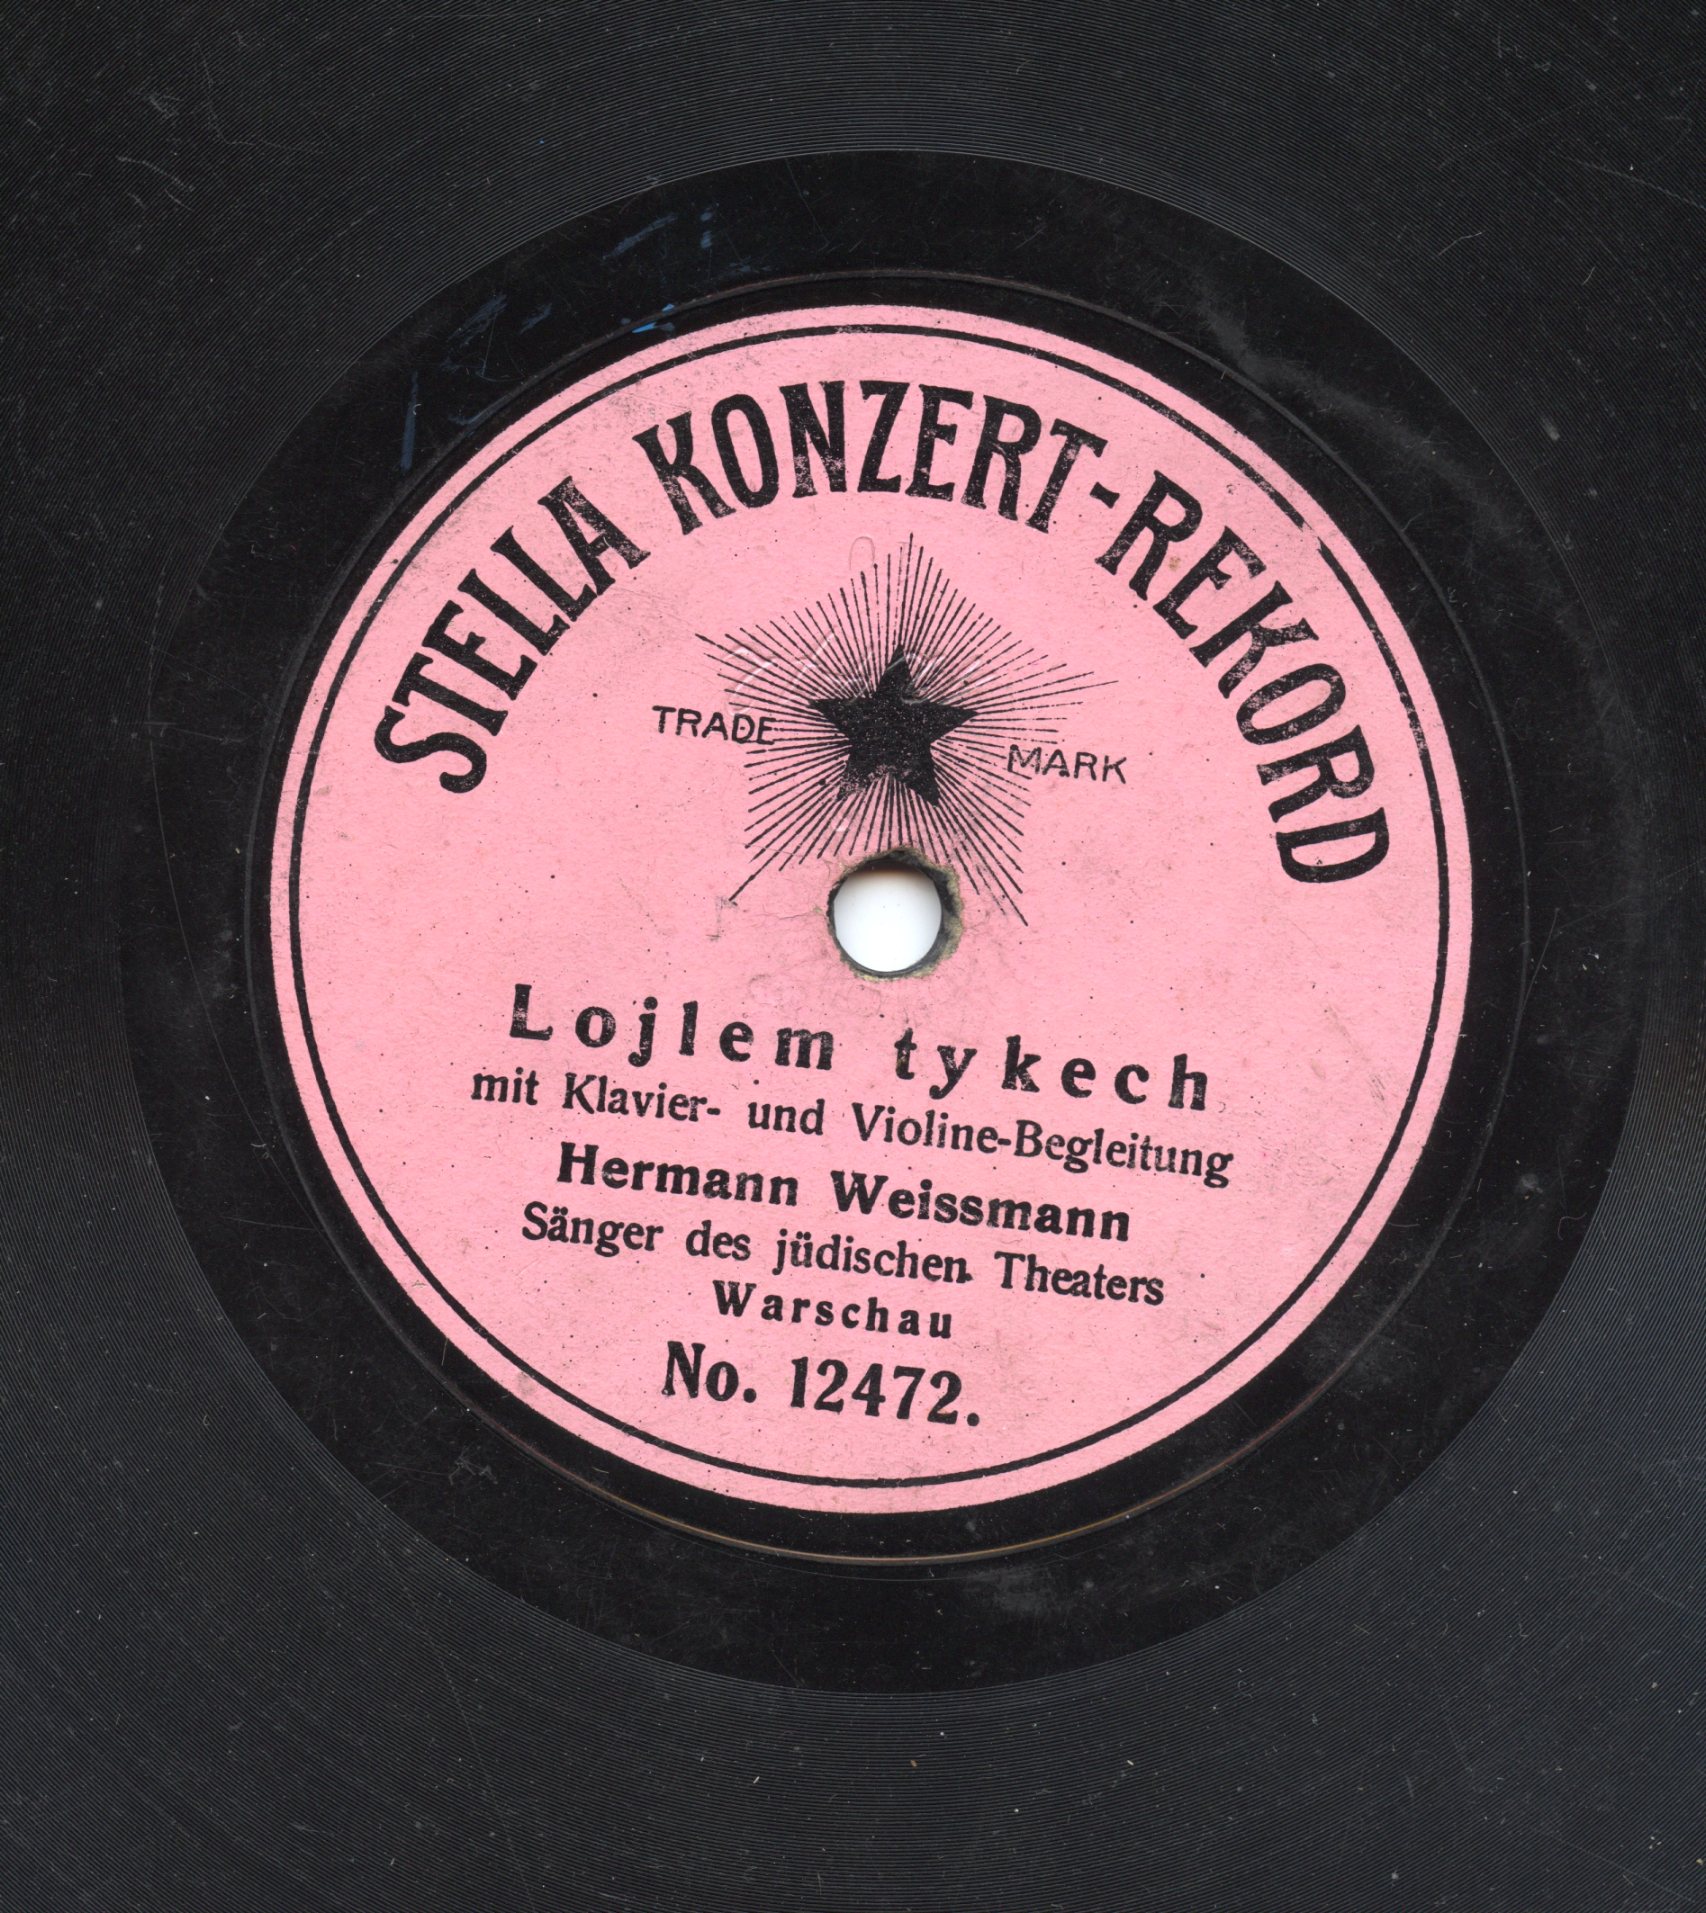 STELLA KONZERT-REKORD
TRADE MARK
Lojlem tykech
mit Klavier- und Violine-Begleitung
Hermann Weissmann
Sänger des jüdischen Theaters
Warschau
No. 12472.